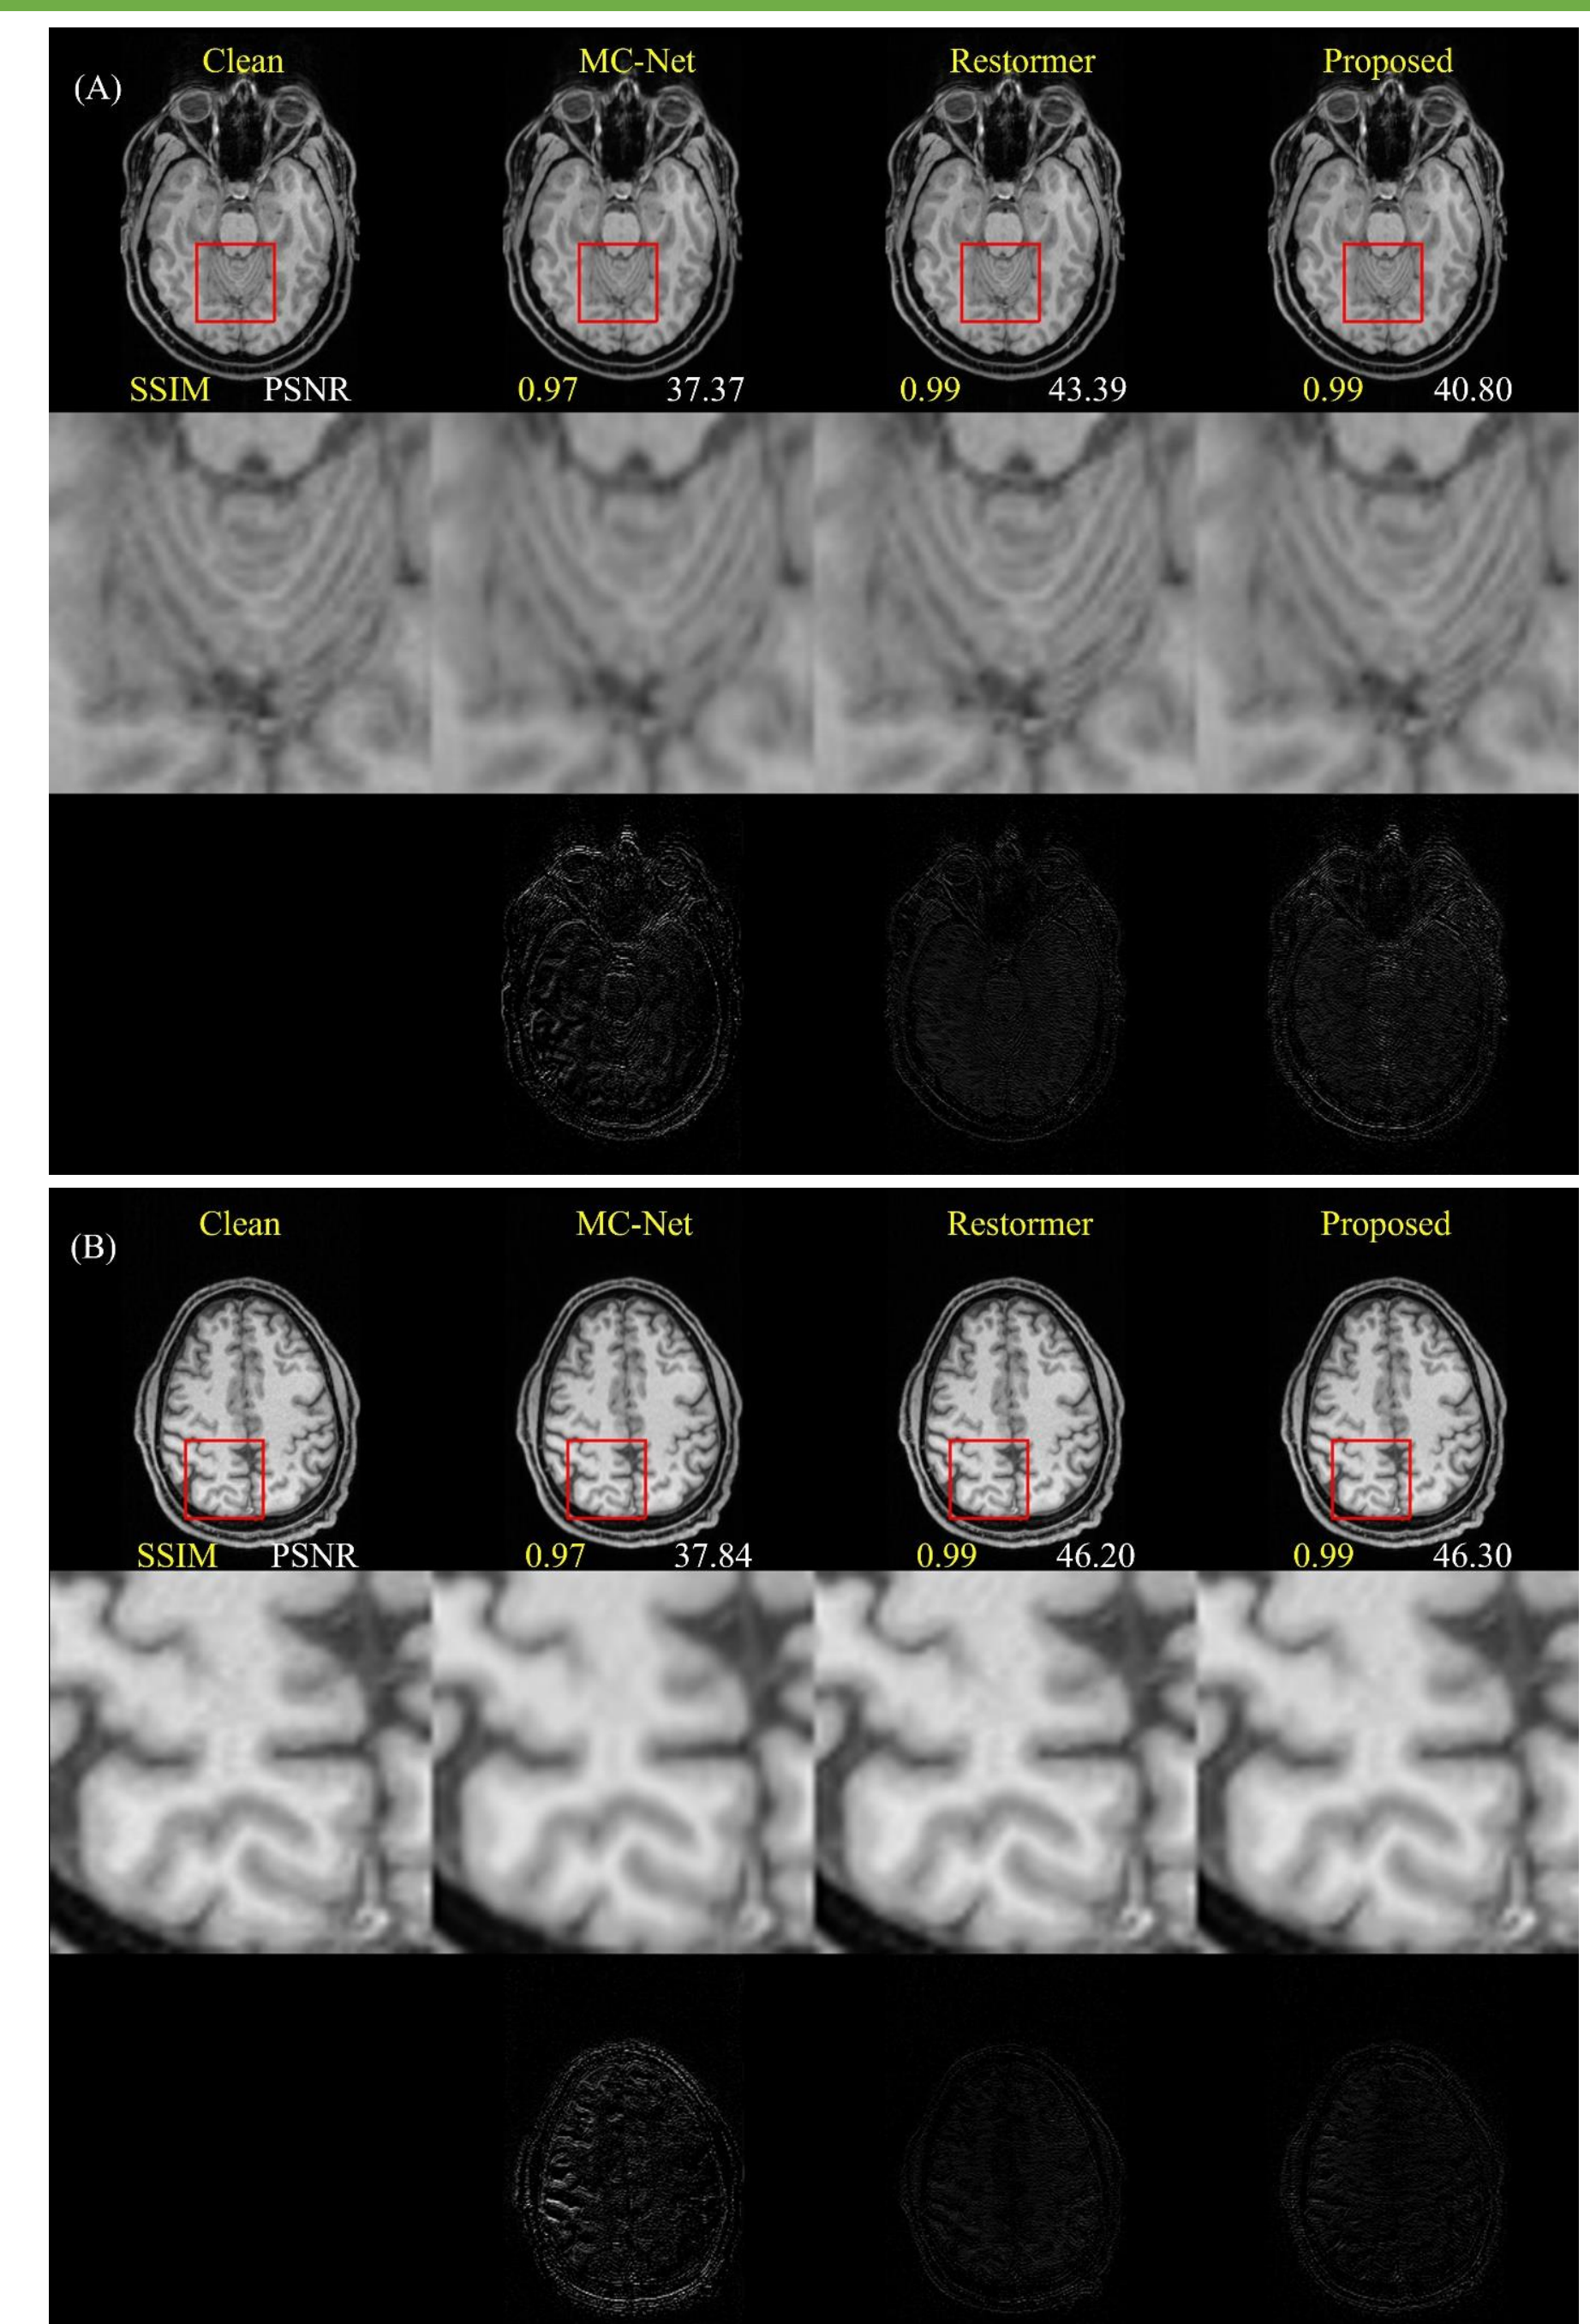 (A)
Clean MC-Net Restormer Proposed
SSIM PSNR 0.97 37.37 0.99 43.39 0.99 40.80
(B)
Clean MC-Net Restormer Proposed
SSIM PSNR 0.97 37.84 0.99 46.20 0.99 46.30